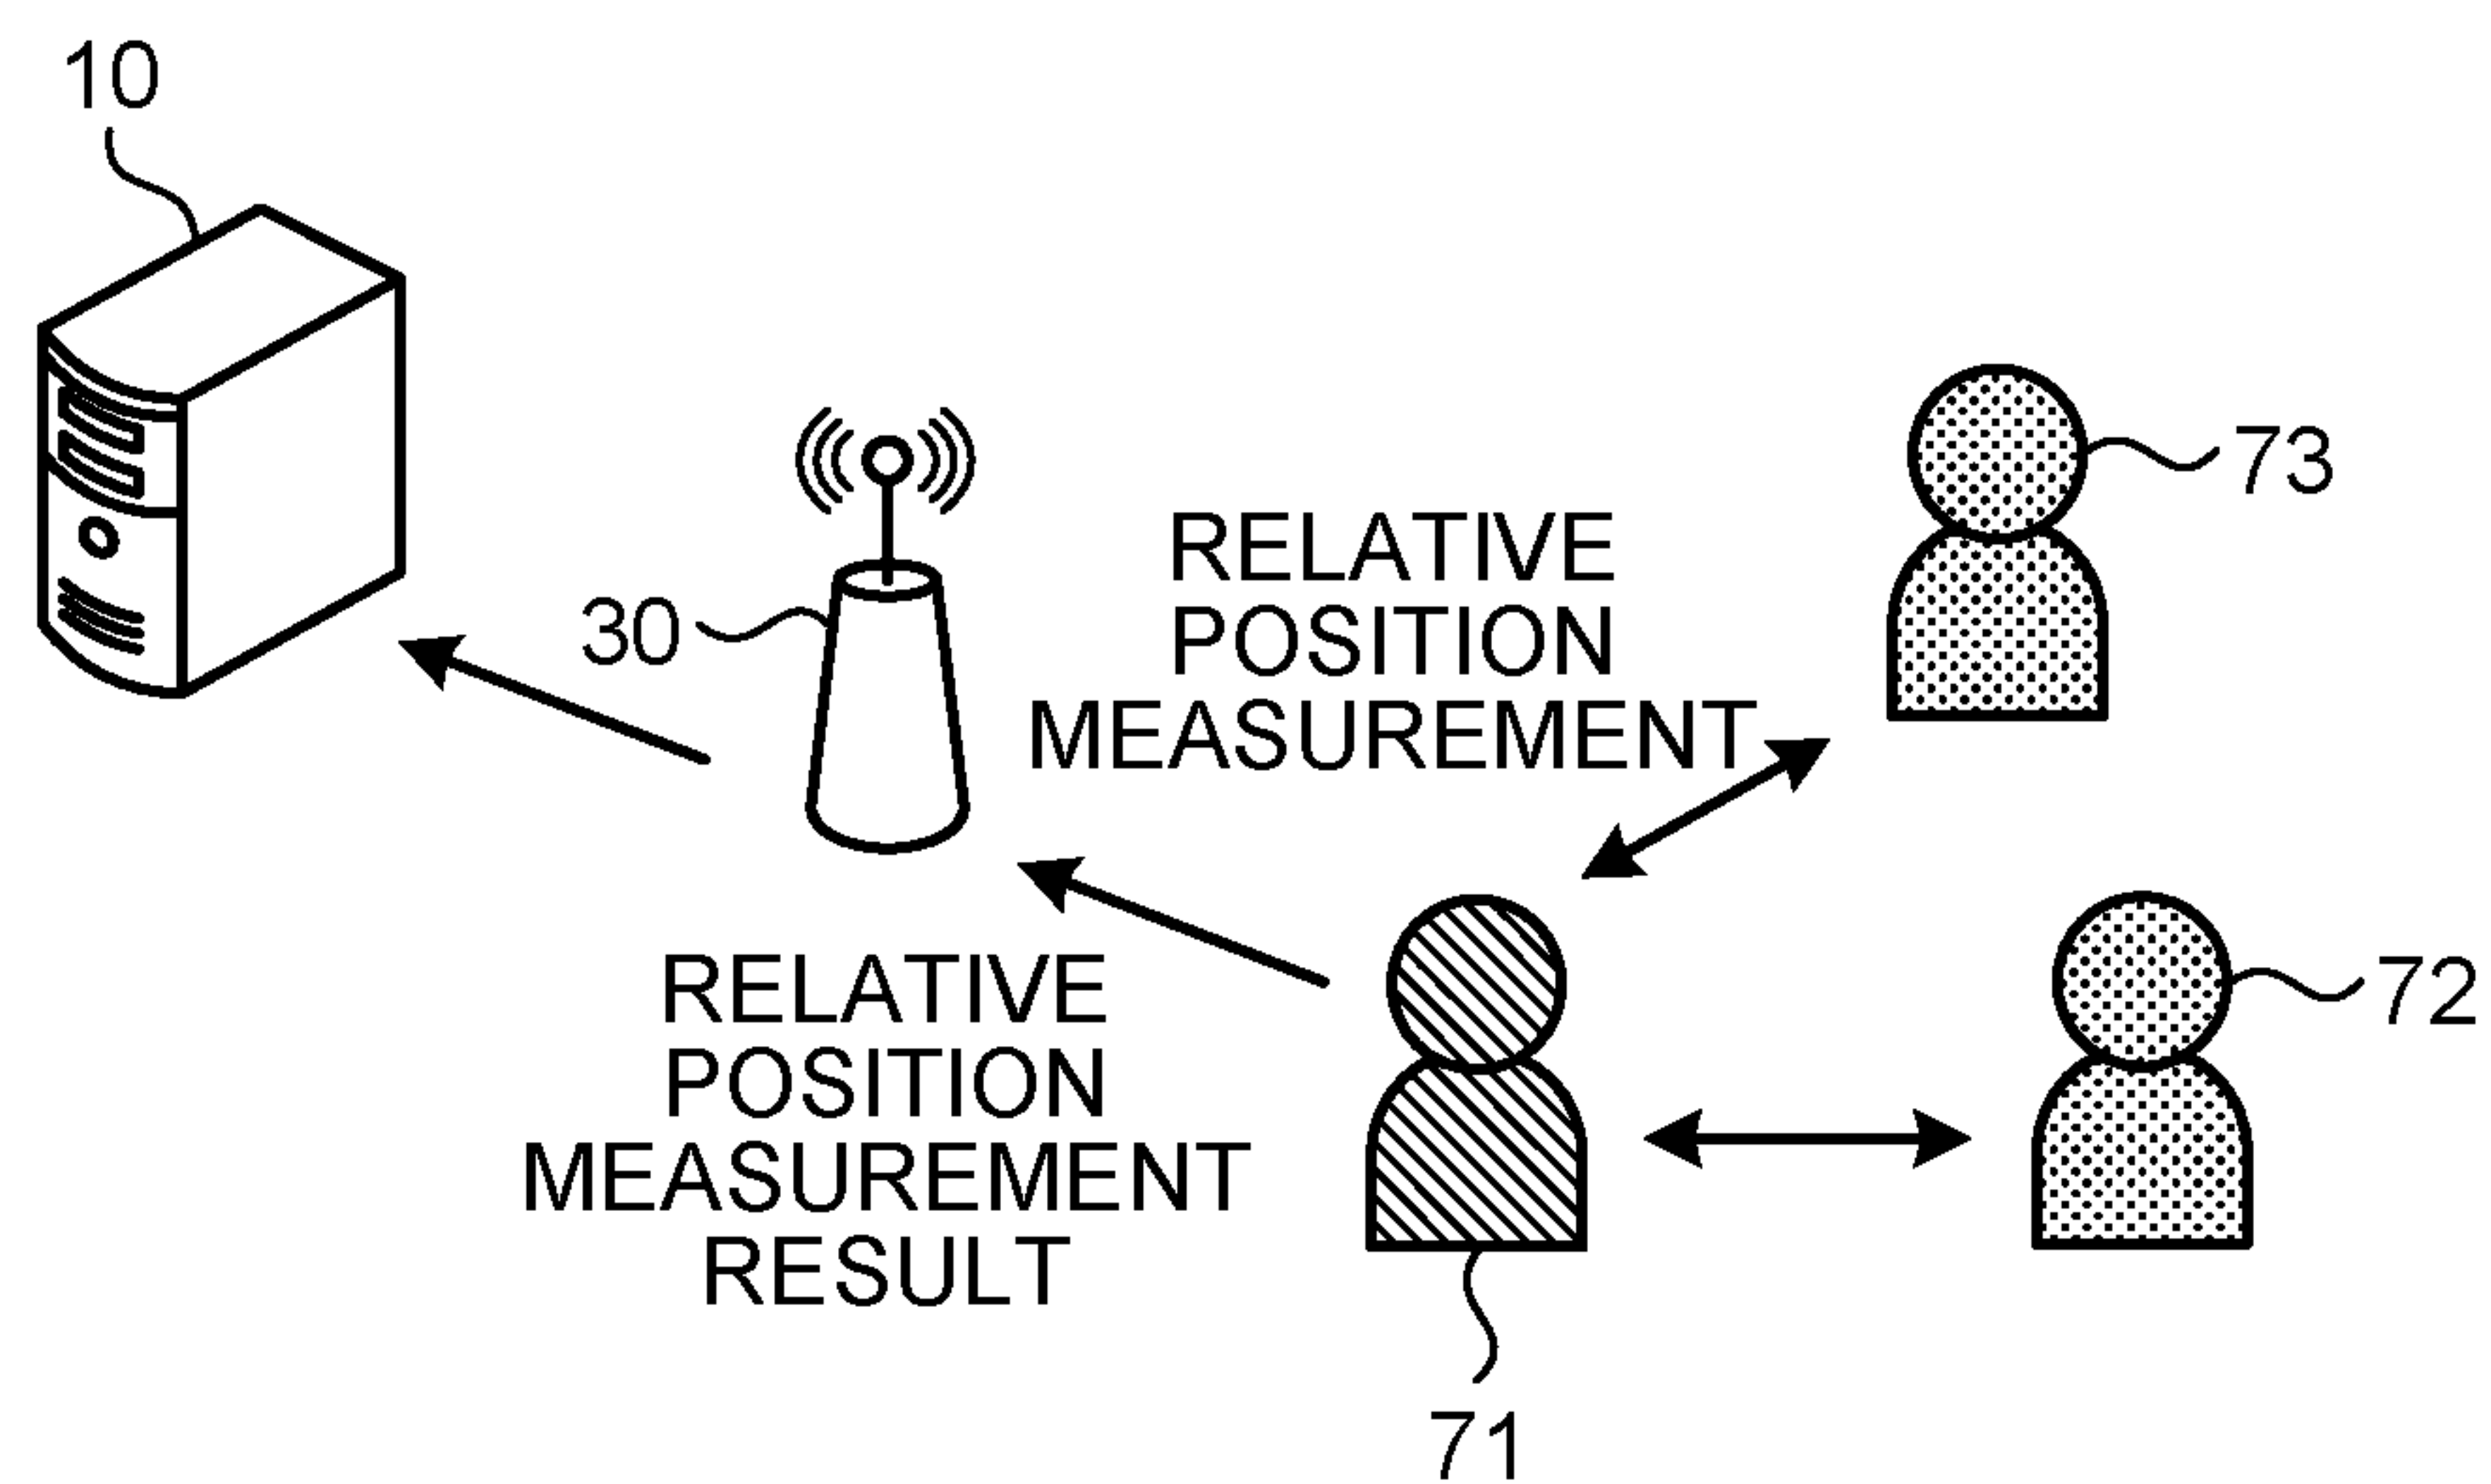 10
73
RELATIVE
POSITION
MEASUREMENT
30
72
RELATIVE
POSITION
MEASUREMENT
RESULT
71